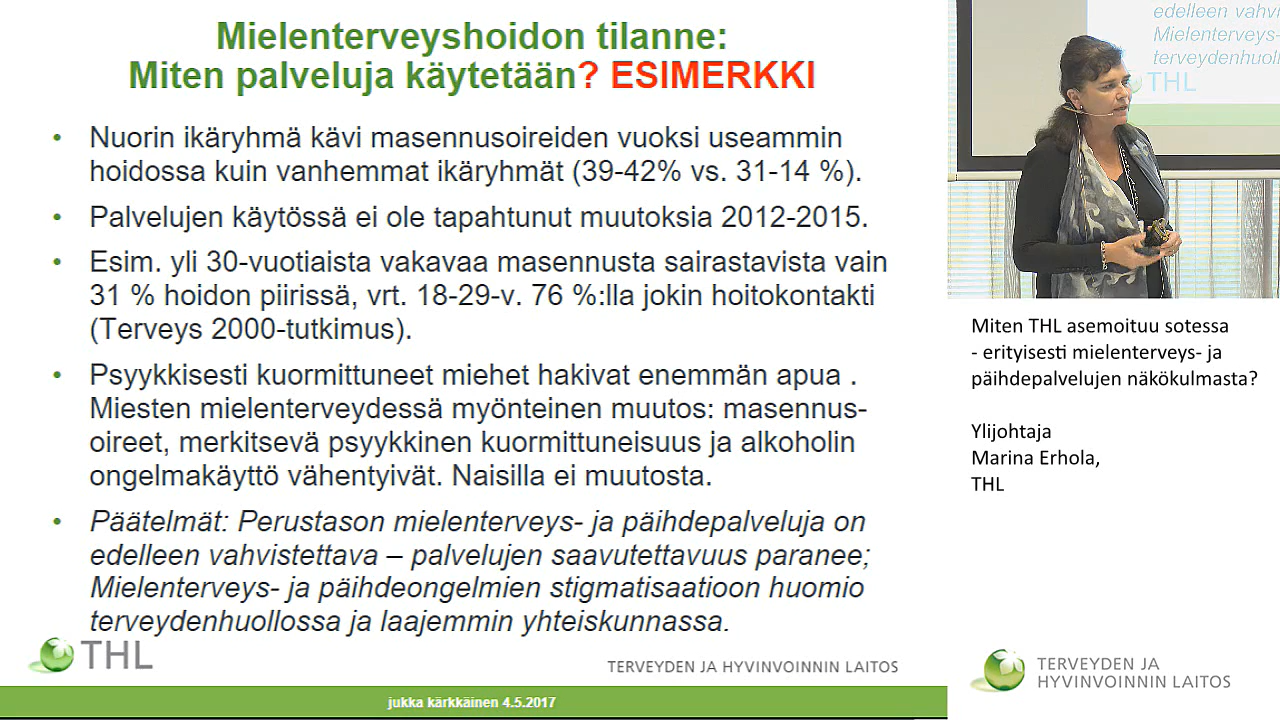 Mielenterveyshoidon tilanne:
Miten palveluja käytetään? ESIMERKKI
• Nuorin ikäryhmä kävi masennusoireiden vuoksi useammin
hoidossa kuin vanhemmat ikäryhmät (39-42% vs. 31-14 %).
• Palvelujen käytössä ei ole tapahtunut muutoksia 2012-2015.
• Esim. yli 30-vuotiaista vakavaa masennusta sairastavista vain
31 % hoidon piirissä, vrt. 18-29-v. 76 %:lla jokin hoitokontakti
(Terveys 2000-tutkimus).
• Psyykkisesti kuormittuneet miehet hakivat enemmän apua .
Miesten mielenterveydessä myönteinen muutos: masennus-
oireet, merkitsevä psyykkinen kuormittuneisuus ja alkoholin
ongelmakäyttö vähentyivät. Naisilla ei muutosta.
• Päätelmät: Perustason mielenterveys- ja päihdepalveluja on
edelleen vahvistettava – palvelujen saavutettavuus paranee;
Mielenterveys- ja päihdeongelmien stigmatisaatioon huomio
terveydenhuollossa ja laajemmin yhteiskunnassa.
THL
TERVEYDEN JA HYVINVOINNIN LAITOS
jukka kärkkäinen 4.5.2017
edelleen vahvi
Mielenterveys-
terveydenhuoll
THL
Miten THL asemoituu sotessa
- erityisesti mielenterveys- ja
päihdepalvelujen näkökulmasta?
Ylijohtaja
Marina Erhola,
THL
TERVEYDEN JA
HYVINVOINNIN LAITOS